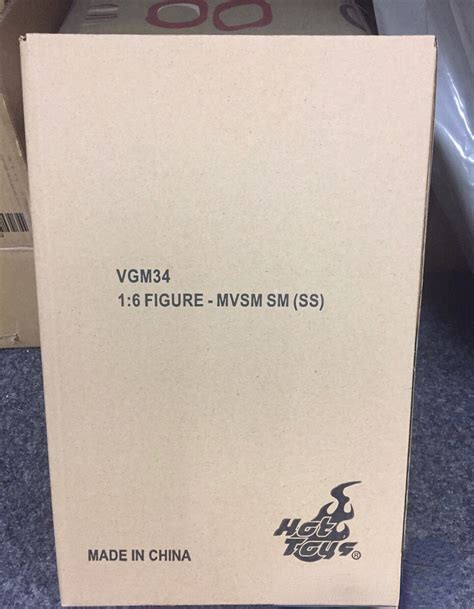 VGM34
1:6 FIGURE - MVSM SM (SS)
Hot
Toys
®
MADE IN CHINA